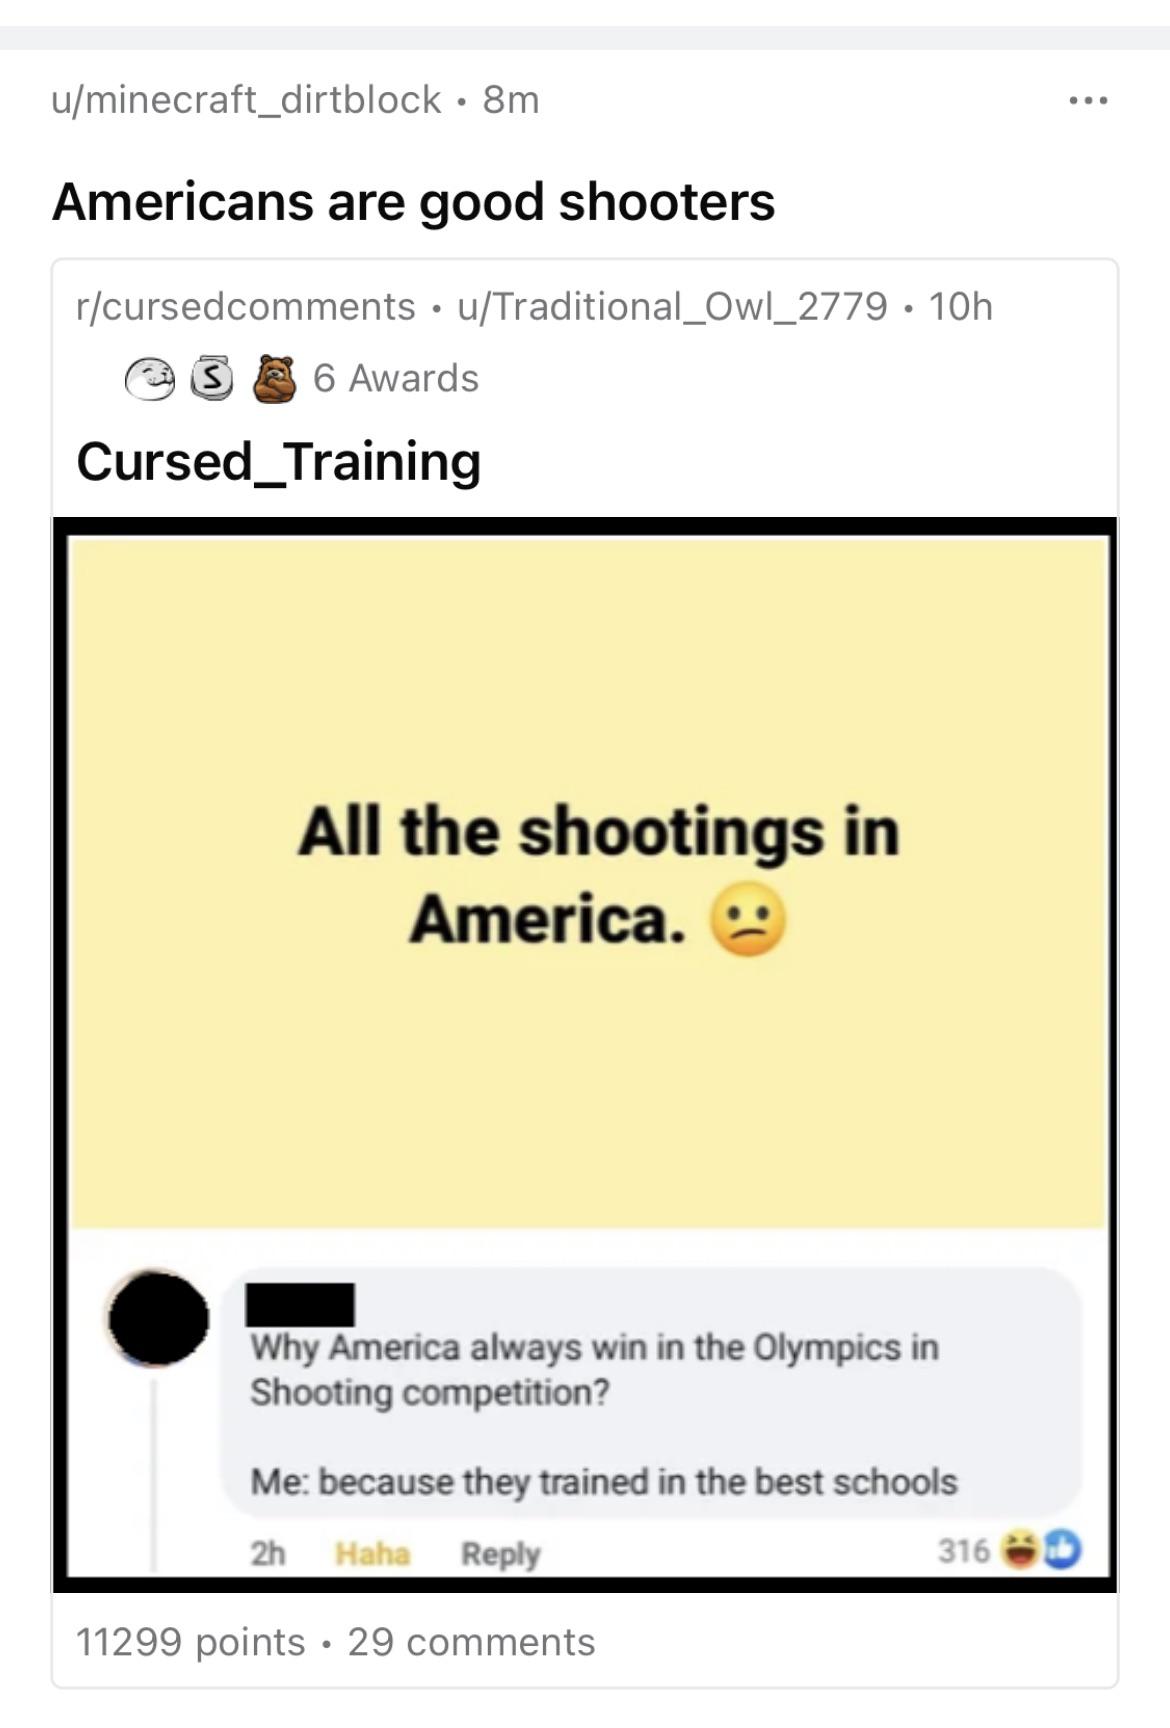 u/minecraft_dirtblock • 8m
Americans are good shooters
r/cursedcomments • u/Traditional_Owl_2779 • 10h
S 6 Awards
Cursed_Training
All the shootings in
America. 😕
Why America always win in the Olympics in
Shooting competition?
Me: because they trained in the best schools
2h Haha Reply 316
11299 points • 29 comments